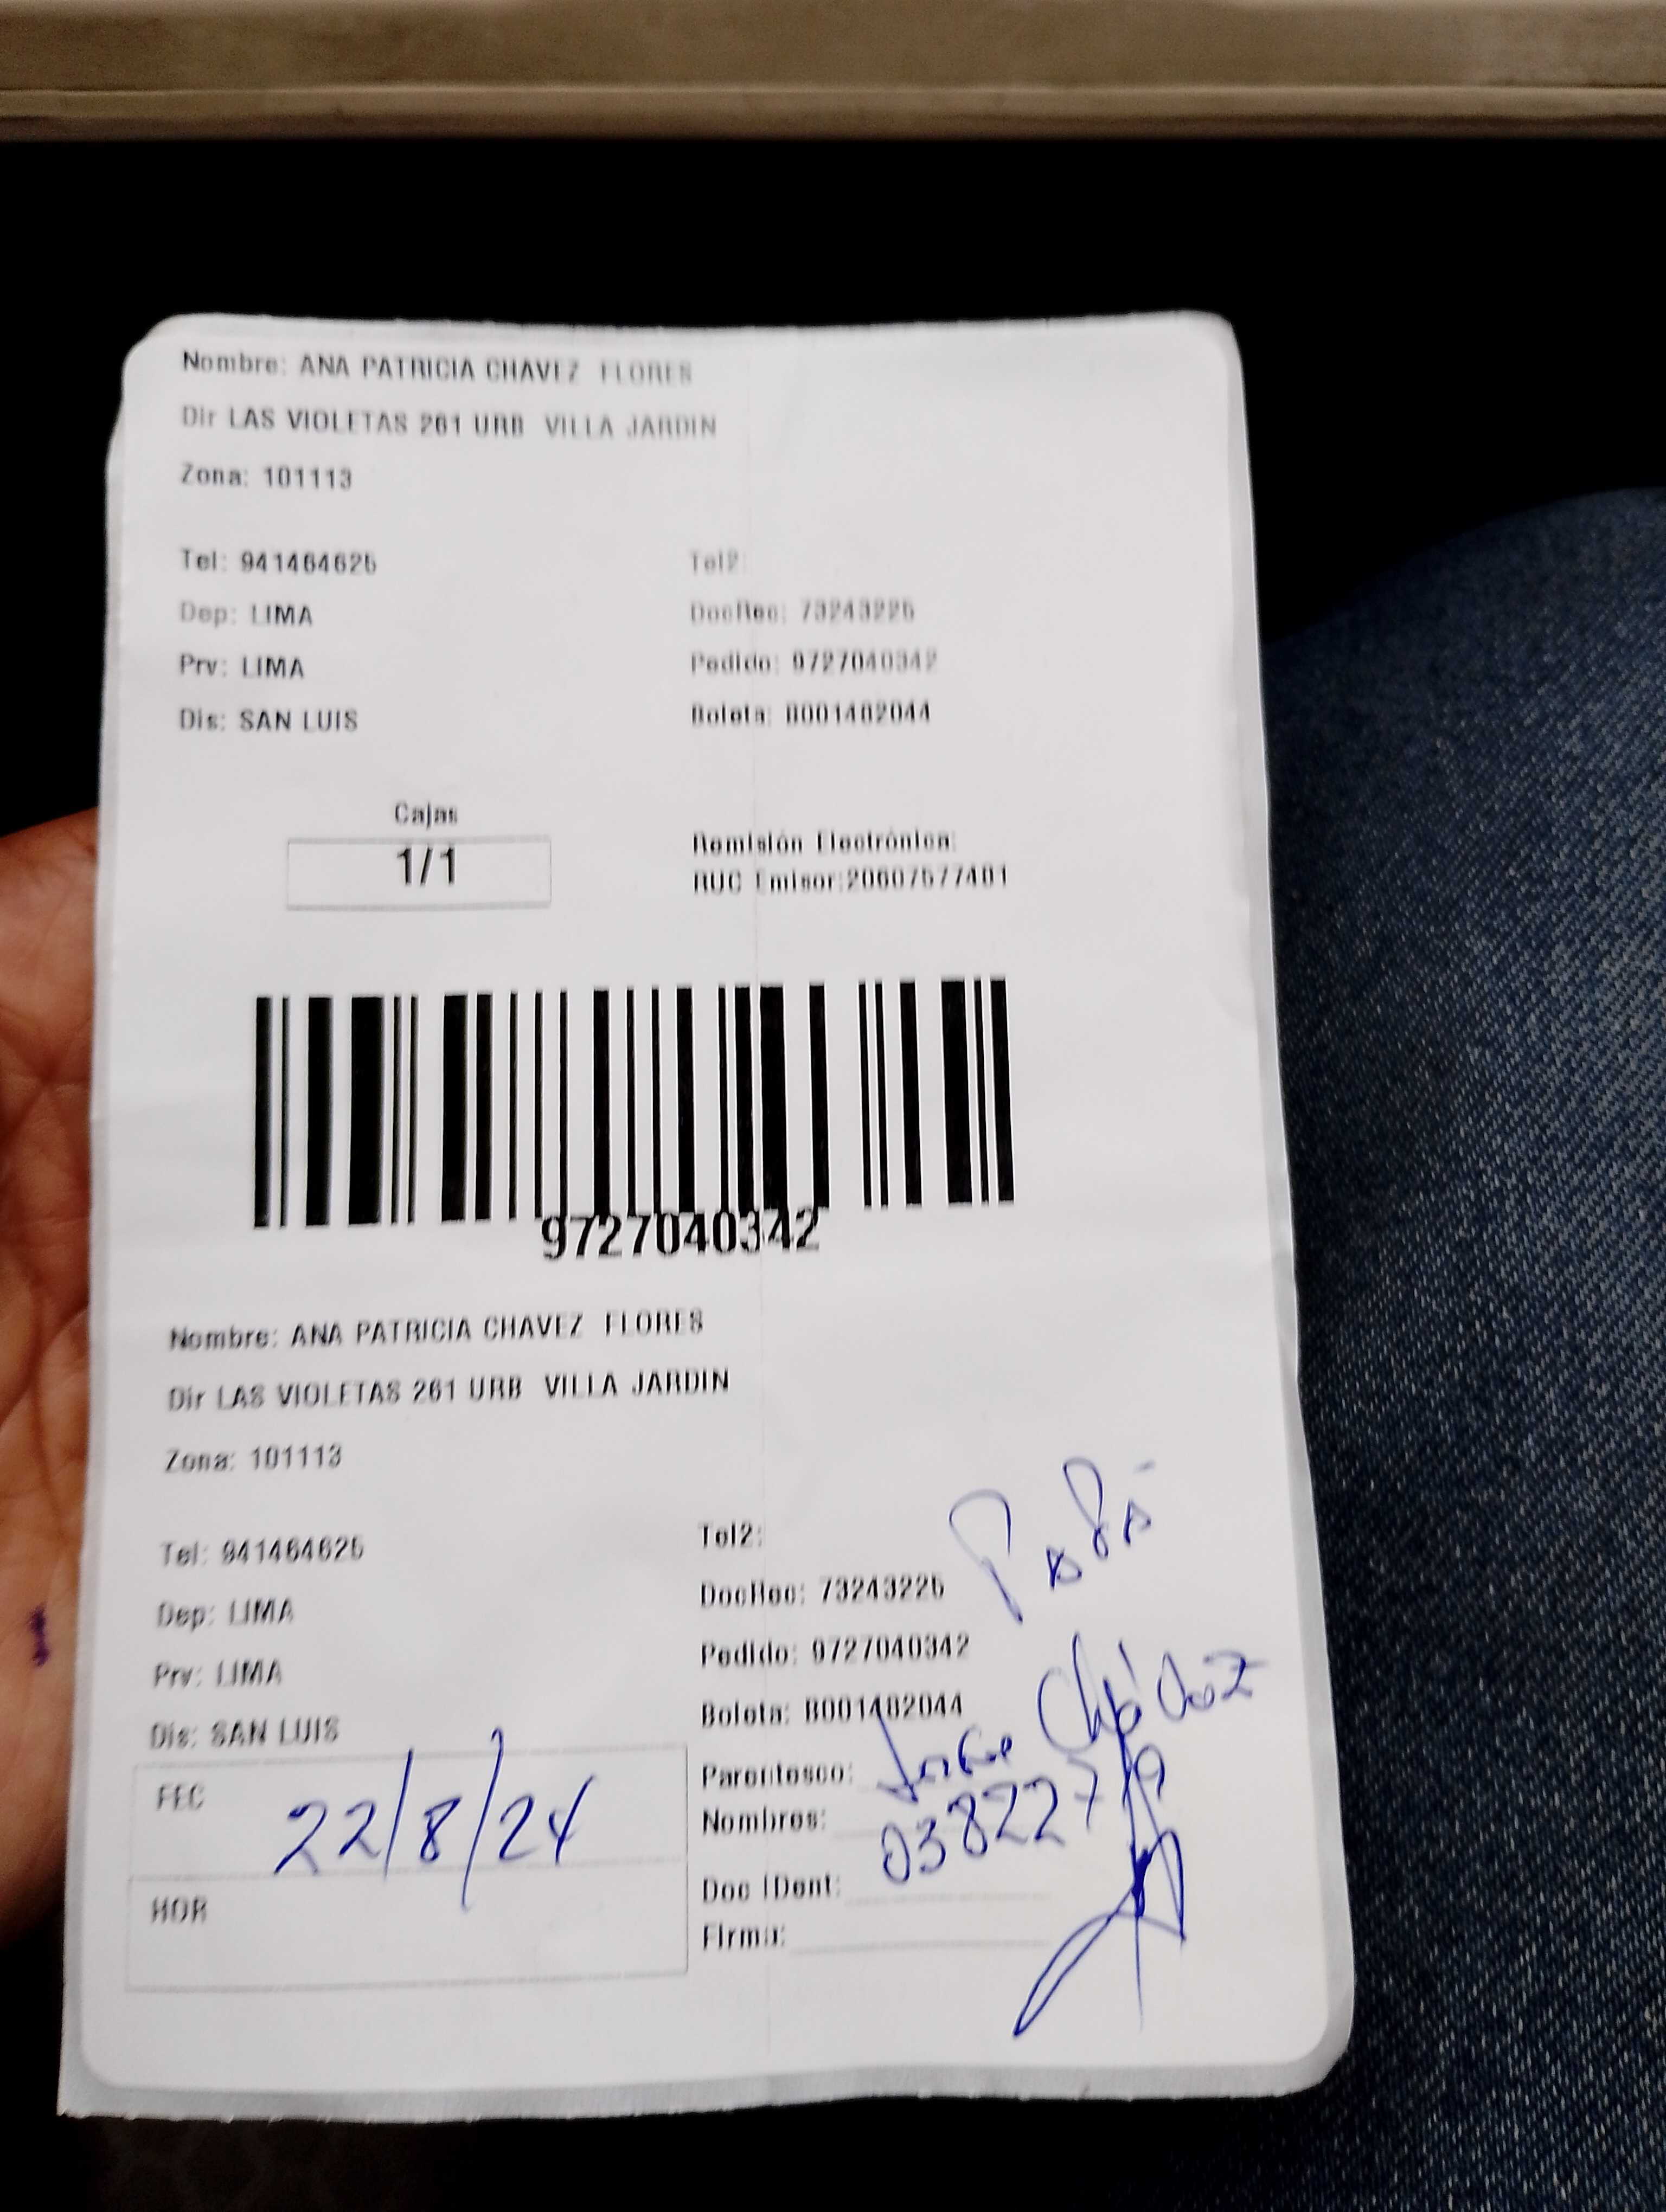 Nombre: ANA PATRICIA CHAVEZ FLORES
Dir LAS VIOLETAS 261 URB VILLA JARDIN
Zona: 101113
Tel: 941464625 Tel2:
Dep: LIMA DocRec: 73243225
Prv: LIMA Pedido: 9727040342
Dis: SAN LUIS Boleta: B001482044
Cajas
1/1
Remisión Electrónica:
RUC Emisor:20607577401
9727040342
Nombre: ANA PATRICIA CHAVEZ FLORES
Dir LAS VIOLETAS 261 URB VILLA JARDIN
Zona: 101113
Tel: 941464625 Tel2:
Dep: LIMA DocRec: 73243225
Prv: LIMA Pedido: 9727040342
Dis: SAN LUIS Boleta: B001482044
Papá
Chávez
FEC 22/8/24
HOR
Parentesco:
Nombres:
Doc IDent:
Firma: